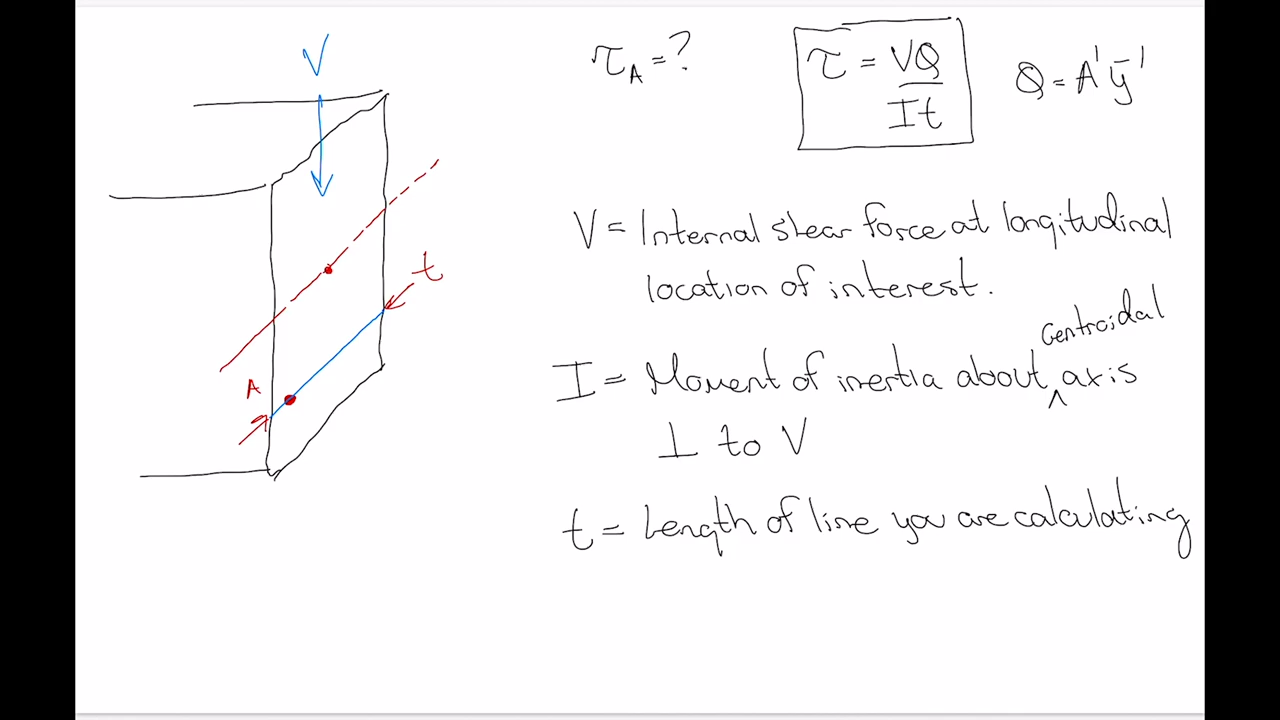 V
τ_A = ?
τ = VQ / It
Q = A' ȳ'
t
A
V = Internal shear force at longitudinal
location of interest.
I = Moment of inertia about centroidal axis
⊥ to V
t = Length of line you are calculating